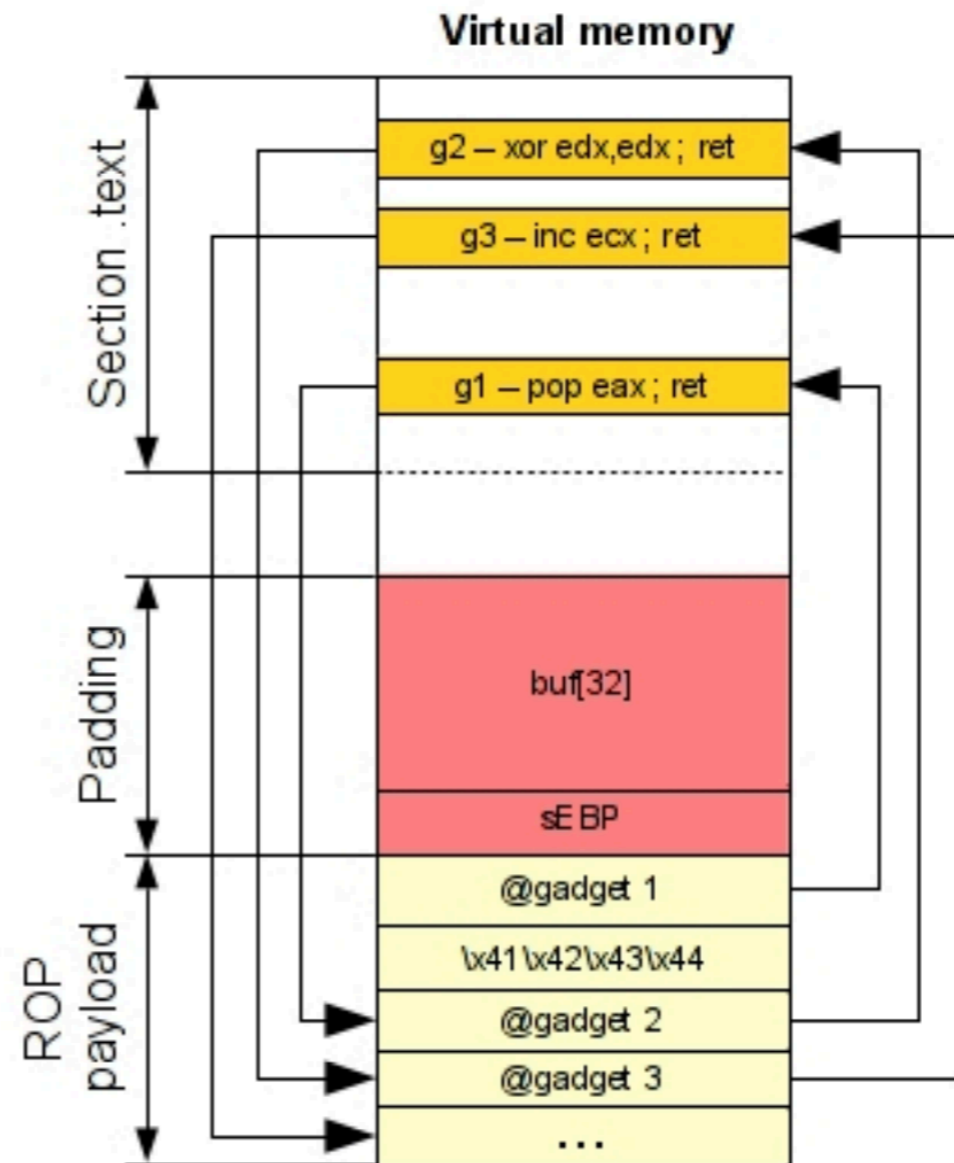 Virtual memory
Section .text
g2 – xor edx,edx ; ret
g3 – inc ecx ; ret
g1 – pop eax ; ret
Padding
buf[32]
sEBP
ROP
payload
@gadget 1
\x41\x42\x43\x44
@gadget 2
@gadget 3
...